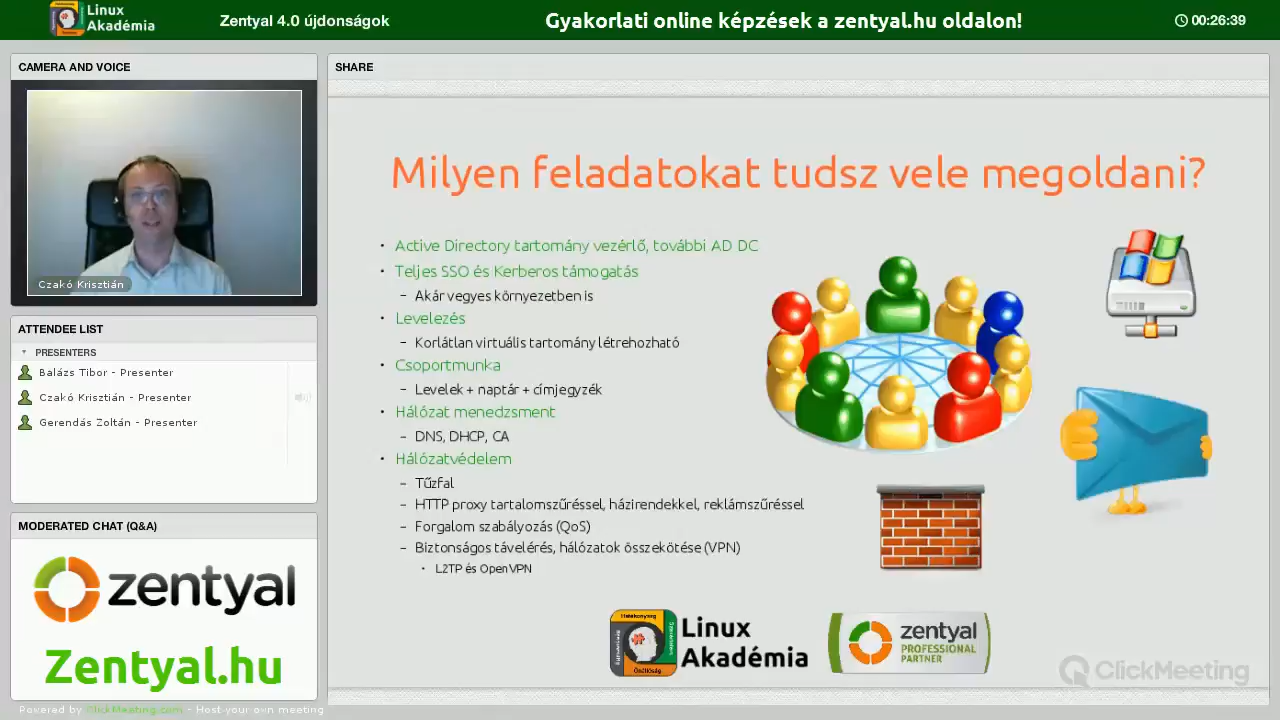 Linux
Akadémia
Zentyal 4.0 újdonságok
Gyakorlati online képzések a zentyal.hu oldalon!
00:26:39
CAMERA AND VOICE
Czakó Krisztián
ATTENDEE LIST
PRESENTERS
Balázs Tibor - Presenter
Czakó Krisztián - Presenter
Gerendás Zoltán - Presenter
MODERATED CHAT (Q&A)
zentyal
Zentyal.hu
Powered by ClickMeeting.com - Host your own meeting
SHARE
Milyen feladatokat tudsz vele megoldani?
• Active Directory tartomány vezérlő, további AD DC
• Teljes SSO és Kerberos támogatás
– Akár vegyes környezetben is
• Levelezés
– Korlátlan virtuális tartomány létrehozható
• Csoportmunka
– Levelek + naptár + címjegyzék
• Hálózat menedzsment
– DNS, DHCP, CA
• Hálózatvédelem
– Tűzfal
– HTTP proxy tartalomszűréssel, házirendekkel, reklámszűréssel
– Forgalom szabályozás (QoS)
– Biztonságos távelérés, hálózatok összekötése (VPN)
• L2TP és OpenVPN
Hatékonyság
Önállóság
Linux
Akadémia
zentyal
PROFESSIONAL
PARTNER
ClickMeeting